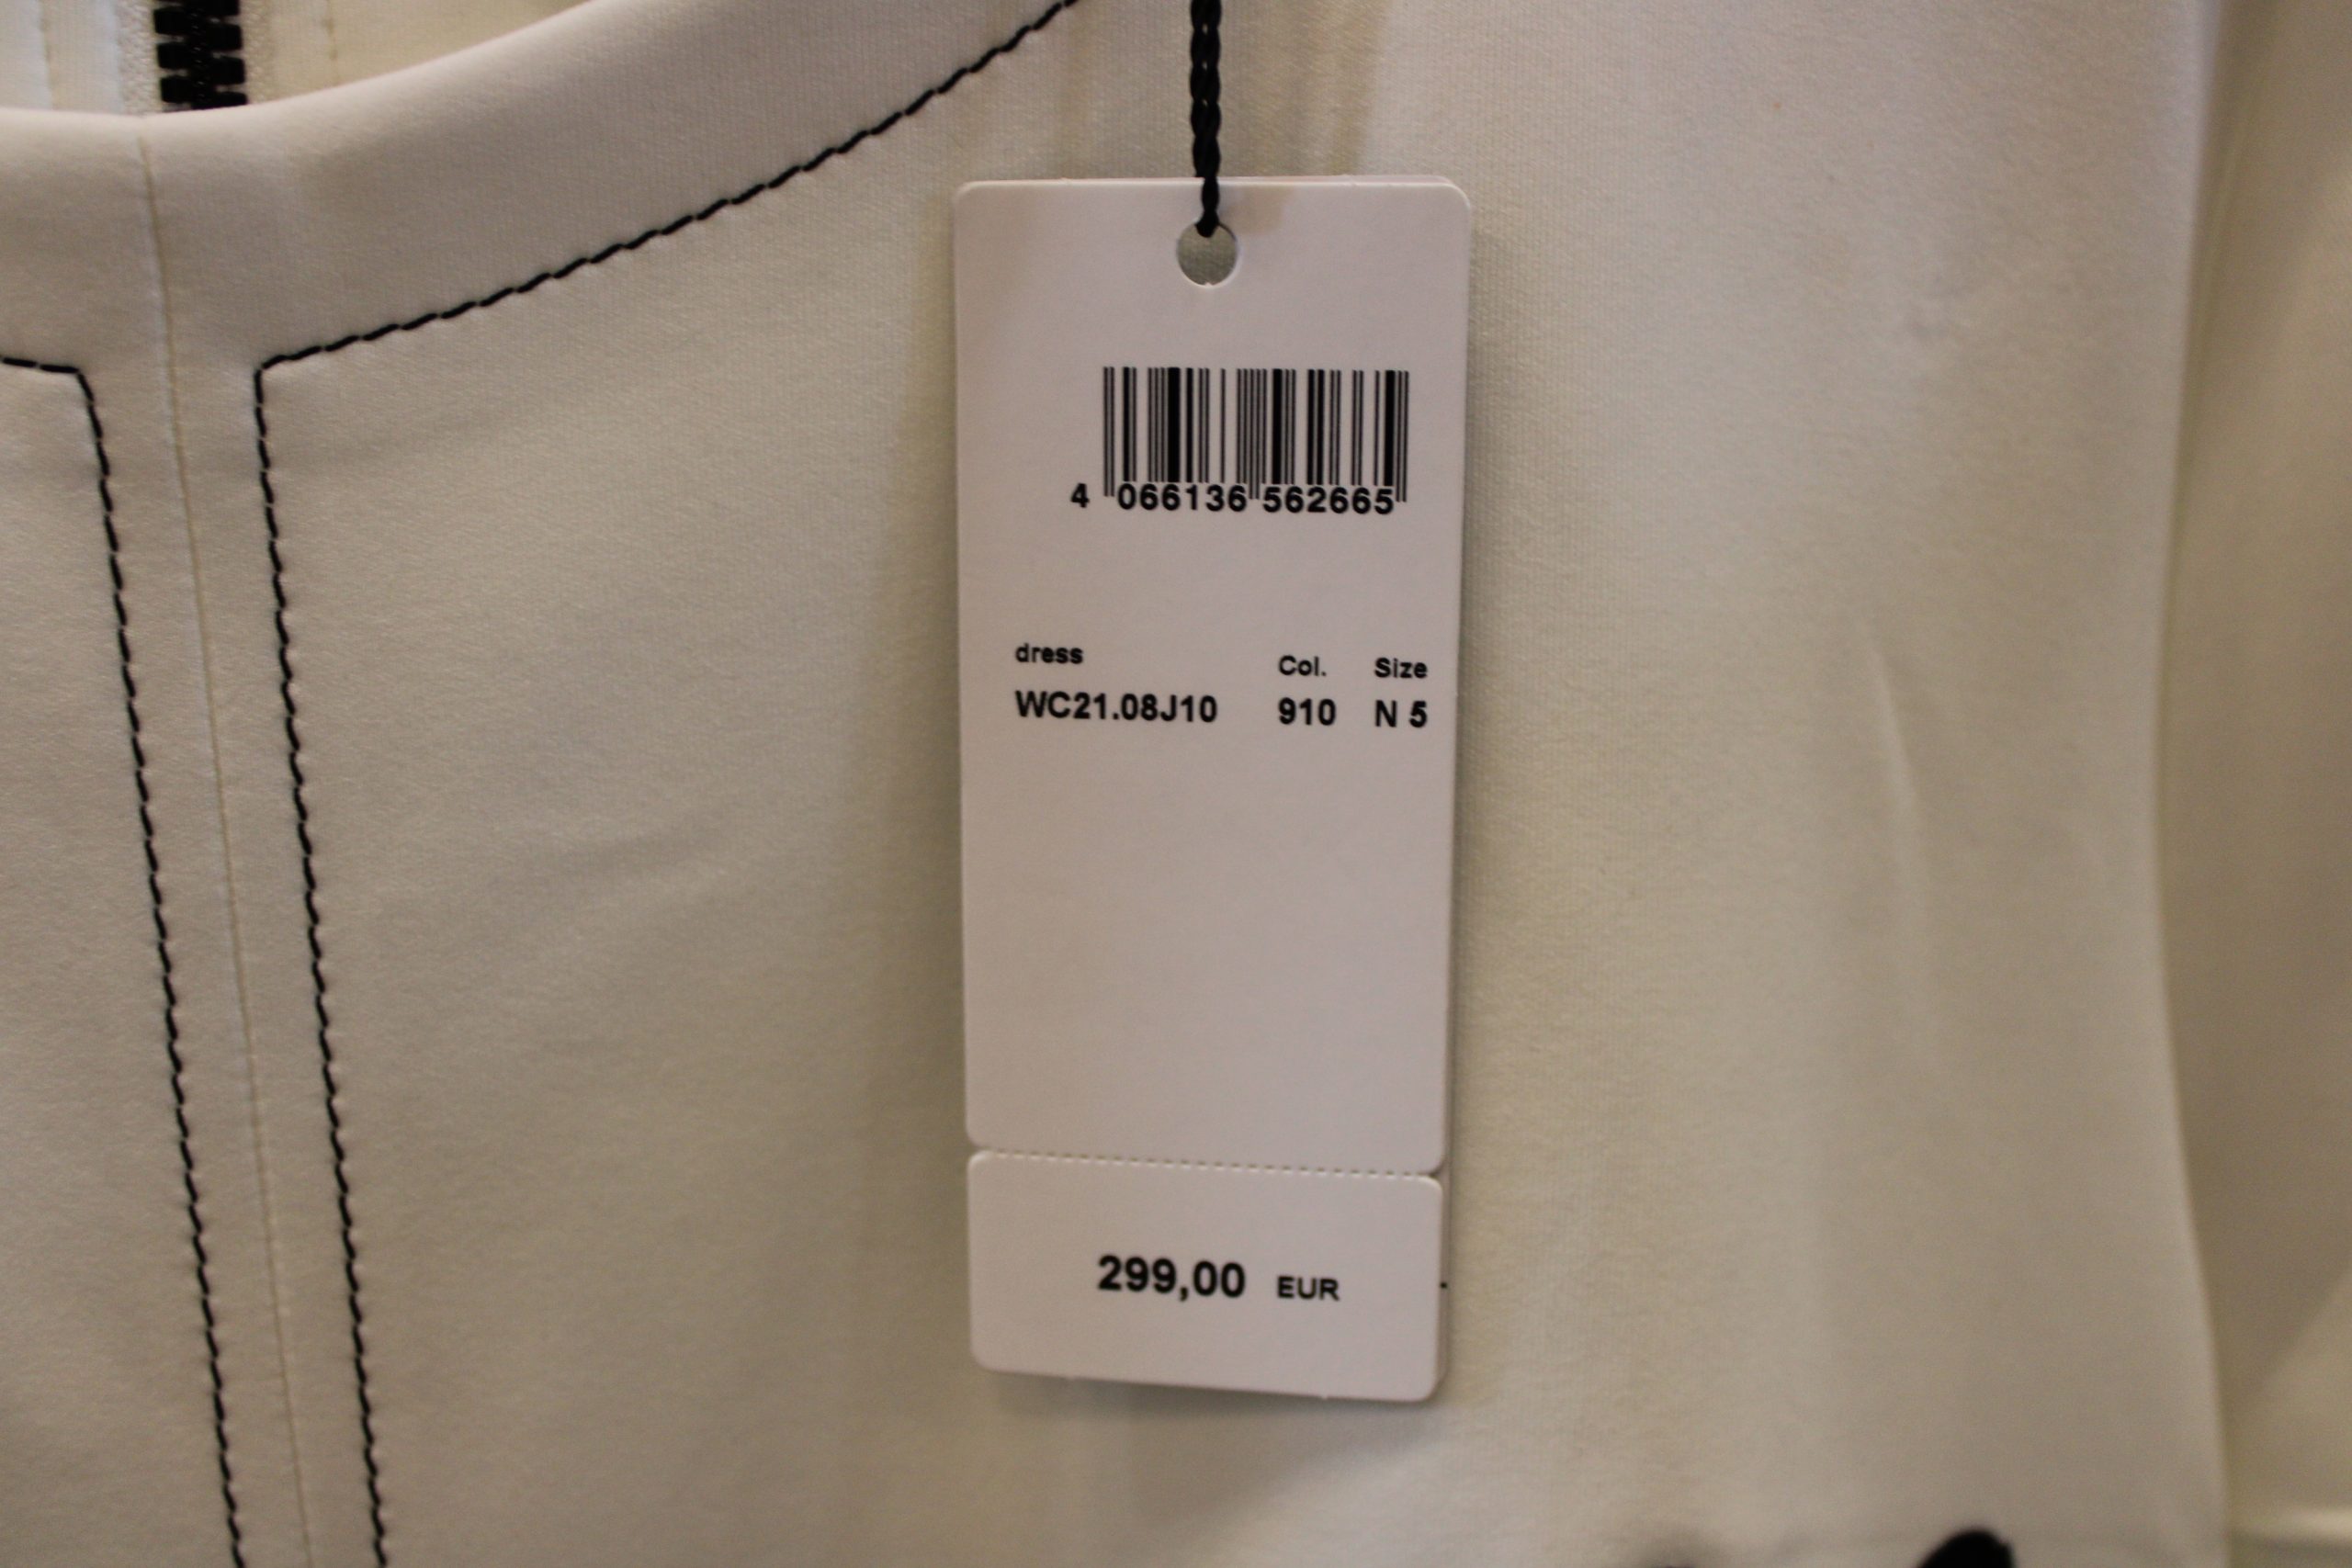 4 066136 562665
dress Col. Size
WC21.08J10 910 N 5
299,00 EUR